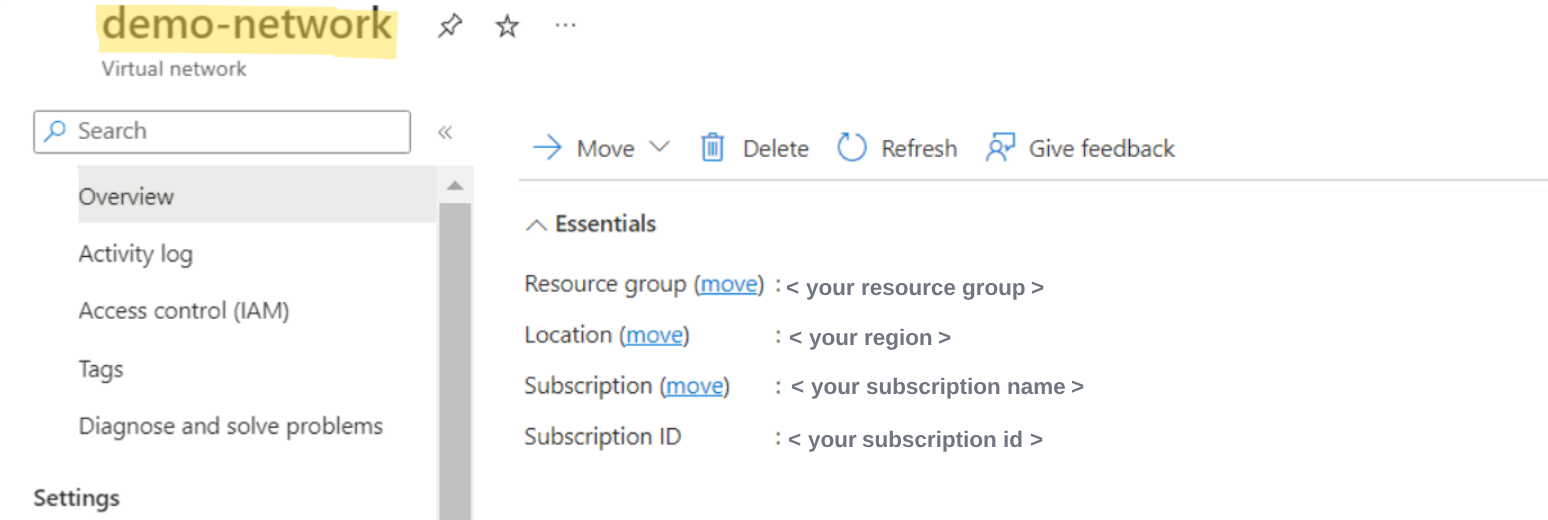 demo-network
Virtual network
Search
Overview
Activity log
Access control (IAM)
Tags
Diagnose and solve problems
Settings
Move
Delete
Refresh
Give feedback
Essentials
Resource group (move) : < your resource group >
Location (move) : < your region >
Subscription (move) : < your subscription name >
Subscription ID : < your subscription id >